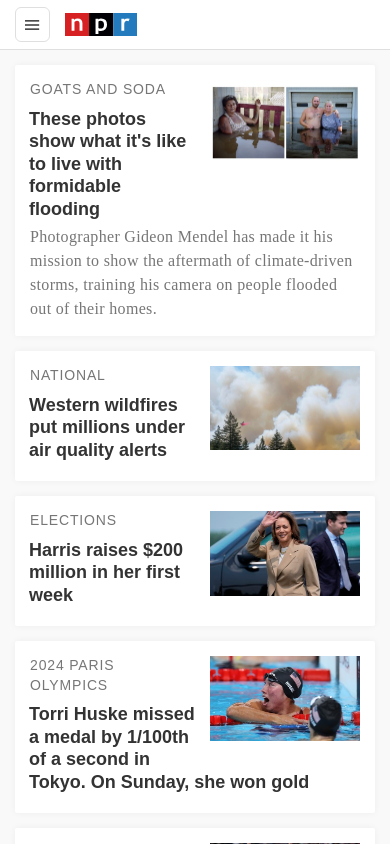 npr
GOATS AND SODA
These photos
show what it's like
to live with
formidable
flooding
Photographer Gideon Mendel has made it his
mission to show the aftermath of climate-driven
storms, training his camera on people flooded
out of their homes.
NATIONAL
Western wildfires
put millions under
air quality alerts
ELECTIONS
Harris raises $200
million in her first
week
2024 PARIS
OLYMPICS
Torri Huske missed
a medal by 1/100th
of a second in
Tokyo. On Sunday, she won gold